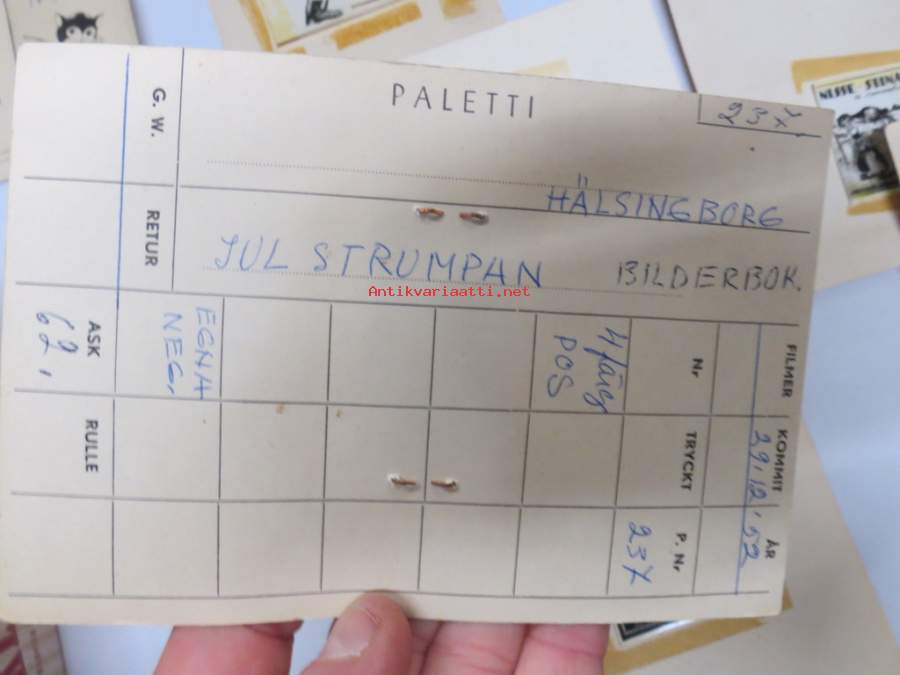 PALETTI
237.
HÄLSINGBORG
JUL STRUMPAN BILDERBOK.
Antikvariaatti.net
G. W. RETUR ASK RULLE
62,
EGNA
NEG.
4 färg
POS
Nr TRYCKT P. Nr
237
FILMER KOMMIT ÅR
29.12.52
NISSE